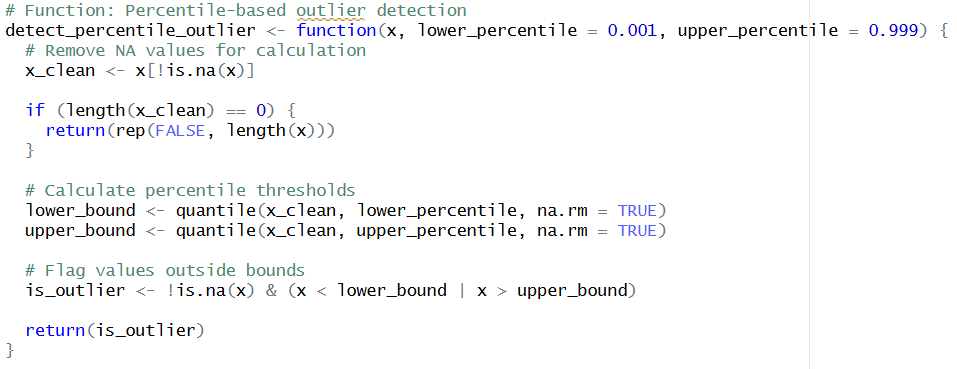 # Function: Percentile-based outlier detection
detect_percentile_outlier <- function(x, lower_percentile = 0.001, upper_percentile = 0.999) {
  # Remove NA values for calculation
  x_clean <- x[!is.na(x)]

  if (length(x_clean) == 0) {
    return(rep(FALSE, length(x)))
  }

  # Calculate percentile thresholds
  lower_bound <- quantile(x_clean, lower_percentile, na.rm = TRUE)
  upper_bound <- quantile(x_clean, upper_percentile, na.rm = TRUE)

  # Flag values outside bounds
  is_outlier <- !is.na(x) & (x < lower_bound | x > upper_bound)

  return(is_outlier)
}